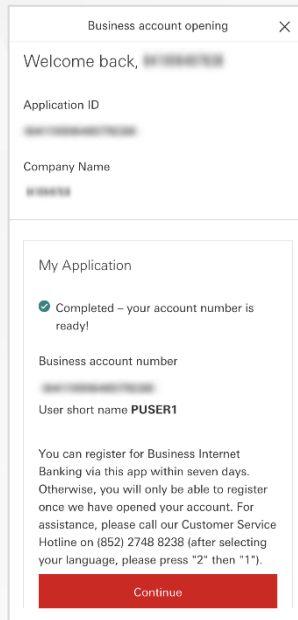 Business account opening
Welcome back,
Application ID
Company Name
My Application
Completed – your account number is
ready!
Business account number
User short name PUSER1
You can register for Business Internet
Banking via this app within seven days.
Otherwise, you will only be able to register
once we have opened your account. For
assistance, please call our Customer Service
Hotline on (852) 2748 8238 (after selecting
your language, please press "2" then "1").
Continue